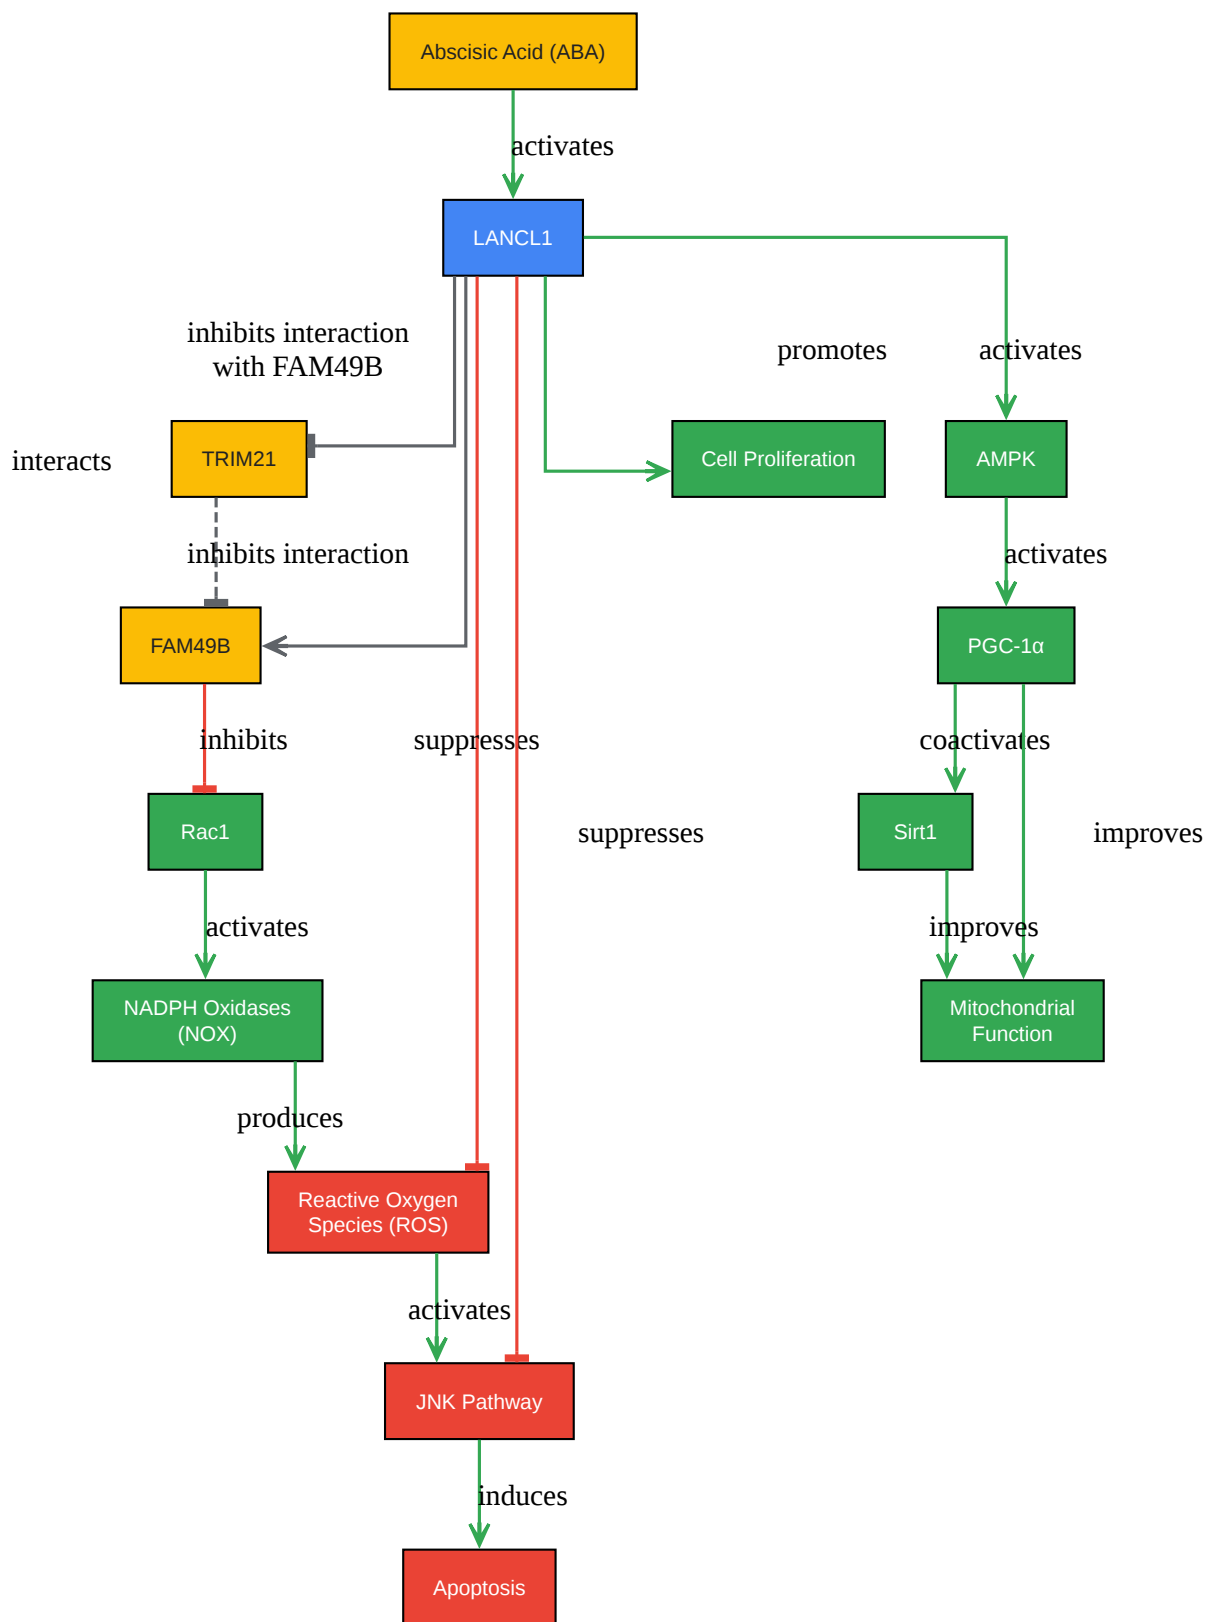 Abscisic Acid (ABA)
activates
LANCL1
inhibits interaction
with FAM49B
promotes
activates
TRIM21
Cell Proliferation
AMPK
interacts
inhibits interaction
activates
FAM49B
PGC-1α
inhibits
suppresses
coactivates
Rac1
suppresses
Sirt1
improves
activates
improves
NADPH Oxidases
(NOX)
Mitochondrial
Function
produces
Reactive Oxygen
Species (ROS)
activates
JNK Pathway
induces
Apoptosis